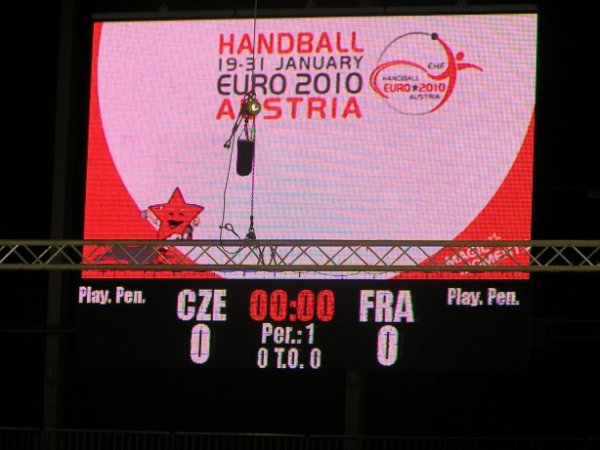 HANDBALL
19-31 JANUARY
EURO 2010
AUSTRIA
EHF
HANDBALL
EURO★2010
AUSTRIA
Play. Pen.
CZE 00:00 FRA
Play. Pen.
0 Per.: 1 0
0 T.O. 0